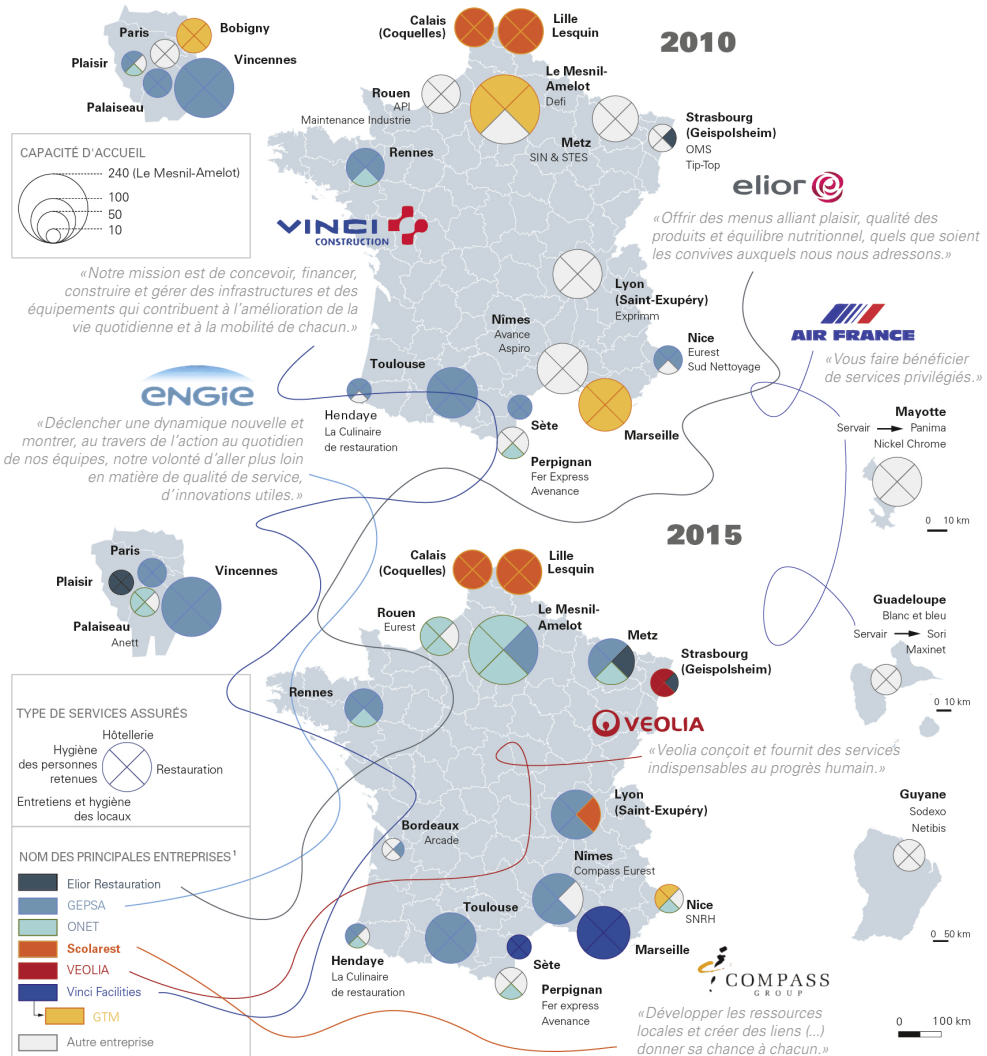 2010
Paris
Bobigny
Plaisir
Vincennes
Palaiseau
CAPACITÉ D'ACCUEIL
240 (Le Mesnil-Amelot)
100
50
10
Calais
(Coquelles)
Lille
Lesquin
Rouen
API
Maintenance Industrie
Le Mesnil-
Amelot
Defi
Metz
SIN & STES
Strasbourg
(Geispolsheim)
OMS
Tip-Top
Rennes
elior
«Offrir des menus alliant plaisir, qualité des
produits et équilibre nutritionnel, quels que soient
les convives auxquels nous nous adressons.»
VINCI
CONSTRUCTION
«Notre mission est de concevoir, financer,
construire et gérer des infrastructures et des
équipements qui contribuent à l'amélioration de la
vie quotidienne et à la mobilité de chacun.»
Lyon
(Saint-Exupéry)
Exprimm
Nîmes
Avance
Aspiro
Nice
Eurest
Sud Nettoyage
AIR FRANCE
«Vous faire bénéficier
de services privilégiés.»
Toulouse
ENGIE
Hendaye
La Culinaire
de restauration
Sète
Marseille
Perpignan
Fer Express
Avenance
«Déclencher une dynamique nouvelle et
montrer, au travers de l'action au quotidien
de nos équipes, notre volonté d'aller plus loin
en matière de qualité de service,
d'innovations utiles.»
Mayotte
Servair → Panima
Nickel Chrome
0 10 km
2015
Paris
Plaisir
Vincennes
Palaiseau
Anett
Calais
(Coquelles)
Lille
Lesquin
Rouen
Eurest
Le Mesnil-
Amelot
Metz
Strasbourg
(Geispolsheim)
Rennes
Guadeloupe
Blanc et bleu
Servair → Sori
Maxinet
0 10 km
VEOLIA
«Veolia conçoit et fournit des services
indispensables au progrès humain.»
TYPE DE SERVICES ASSURÉS
Hôtellerie
Hygiène
des personnes
retenues
Restauration
Entretiens et hygiène
des locaux
Lyon
(Saint-Exupéry)
Bordeaux
Arcade
Nîmes
Compass Eurest
Guyane
Sodexo
Netibis
0 50 km
NOM DES PRINCIPALES ENTREPRISES ¹
Elior Restauration
GEPSA
ONET
Scolarest
VEOLIA
Vinci Facilities
GTM
Autre entreprise
Toulouse
Nice
SNRH
Hendaye
La Culinaire
de restauration
Sète
Marseille
Perpignan
Fer express
Avenance
COMPASS
GROUP
«Développer les ressources
locales et créer des liens (...)
donner sa chance à chacun.»
0 100 km